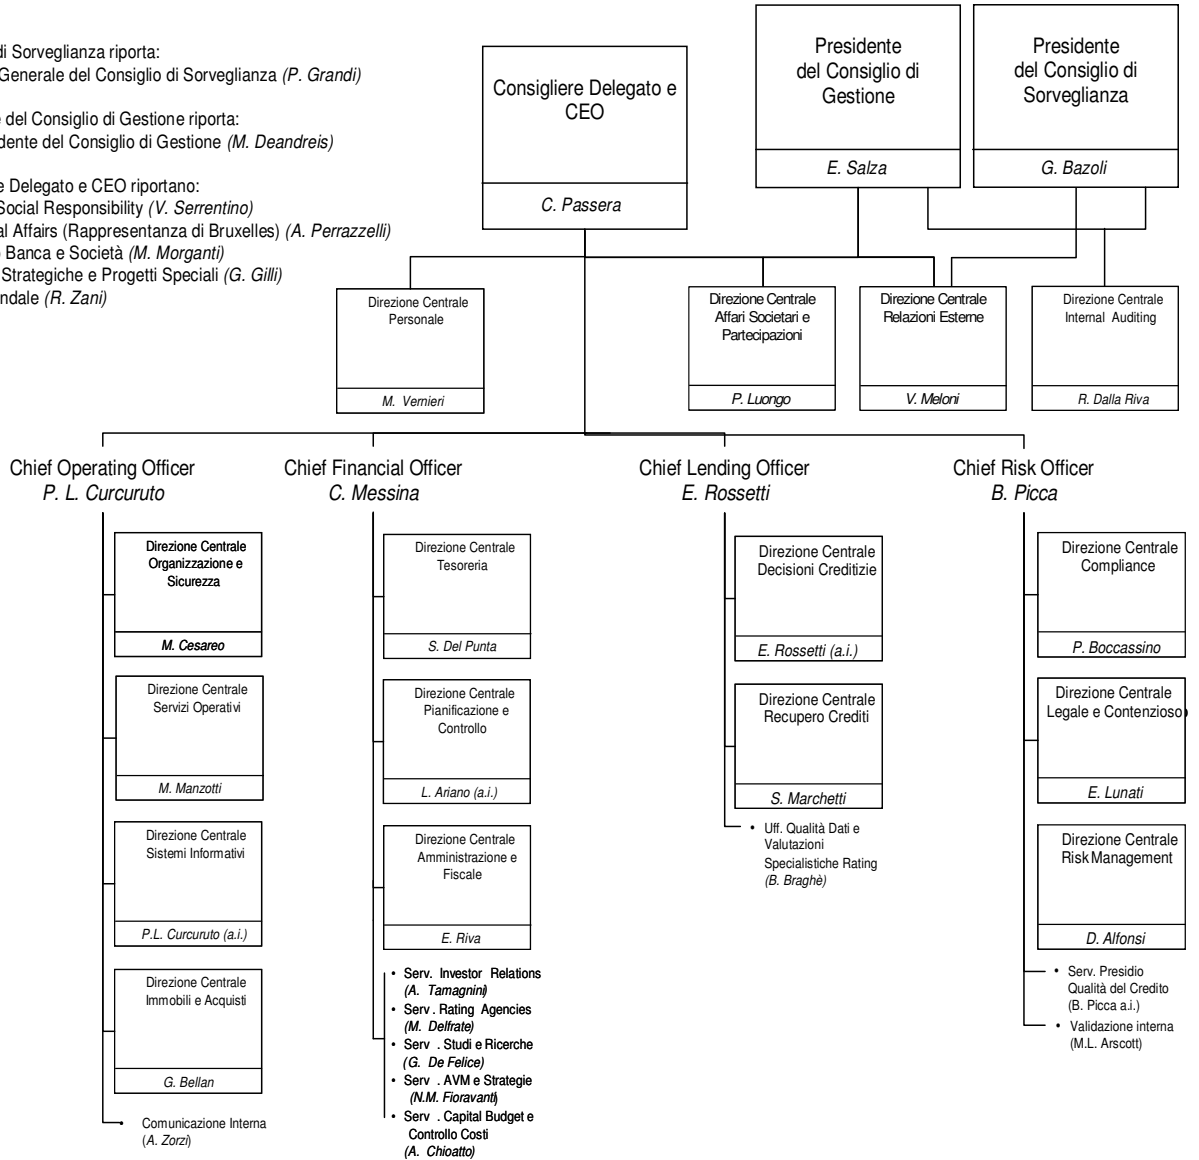 di Sorveglianza riporta:
Generale del Consiglio di Sorveglianza (P. Grandi)
del Consiglio di Gestione riporta:
dente del Consiglio di Gestione (M. Deandreis)
e Delegato e CEO riportano:
Social Responsibility (V. Serrentino)
al Affairs (Rappresentanza di Bruxelles) (A. Perrazzelli)
Banca e Società (M. Morganti)
Strategiche e Progetti Speciali (G. Gilli)
ndale (R. Zani)
Consigliere Delegato e
CEO
C. Passera
Presidente
del Consiglio di
Gestione
E. Salza
Presidente
del Consiglio di
Sorveglianza
G. Bazoli
Direzione Centrale
Personale
M. Vernieri
Direzione Centrale
Affari Societari e
Partecipazioni
P. Luongo
Direzione Centrale
Relazioni Esterne
V. Meloni
Direzione Centrale
Internal Auditing
R. Dalla Riva
Chief Operating Officer
P. L. Curcuruto
Direzione Centrale
Organizzazione e
Sicurezza
M. Cesareo
Direzione Centrale
Servizi Operativi
M. Manzotti
Direzione Centrale
Sistemi Informativi
P.L. Curcuruto (a.i.)
Direzione Centrale
Immobili e Acquisti
G. Bellan
• Comunicazione Interna
(A. Zorzi)
Chief Financial Officer
C. Messina
Direzione Centrale
Tesoreria
S. Del Punta
Direzione Centrale
Pianificazione e
Controllo
L. Ariano (a.i.)
Direzione Centrale
Amministrazione e
Fiscale
E. Riva
• Serv. Investor Relations
(A. Tamagnini)
• Serv. Rating Agencies
(M. Delfrate)
• Serv . Studi e Ricerche
(G. De Felice)
• Serv . AVM e Strategie
(N.M. Fioravanti)
• Serv . Capital Budget e
Controllo Costi
(A. Chioatto)
Chief Lending Officer
E. Rossetti
Direzione Centrale
Decisioni Creditizie
E. Rossetti (a.i.)
Direzione Centrale
Recupero Crediti
S. Marchetti
• Uff. Qualità Dati e
Valutazioni
Specialistiche Rating
(B. Braghè)
Chief Risk Officer
B. Picca
Direzione Centrale
Compliance
P. Boccassino
Direzione Centrale
Legale e Contenzioso
E. Lunati
Direzione Centrale
Risk Management
D. Alfonsi
• Serv. Presidio
Qualità del Credito
(B. Picca a.i.)
• Validazione interna
(M.L. Arscott)